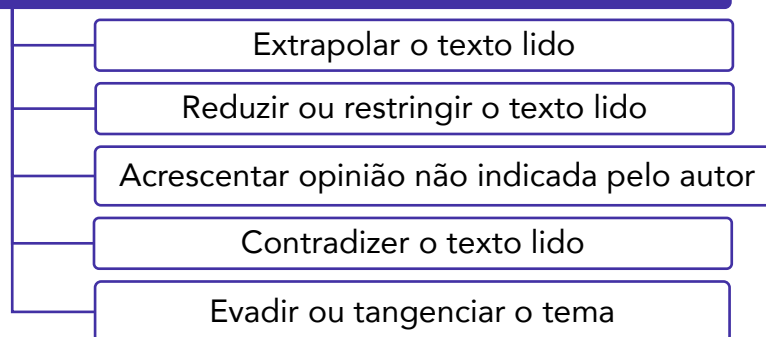 Extrapolar o texto lido
Reduzir ou restringir o texto lido
Acrescentar opinião não indicada pelo autor
Contradizer o texto lido
Evadir ou tangenciar o tema